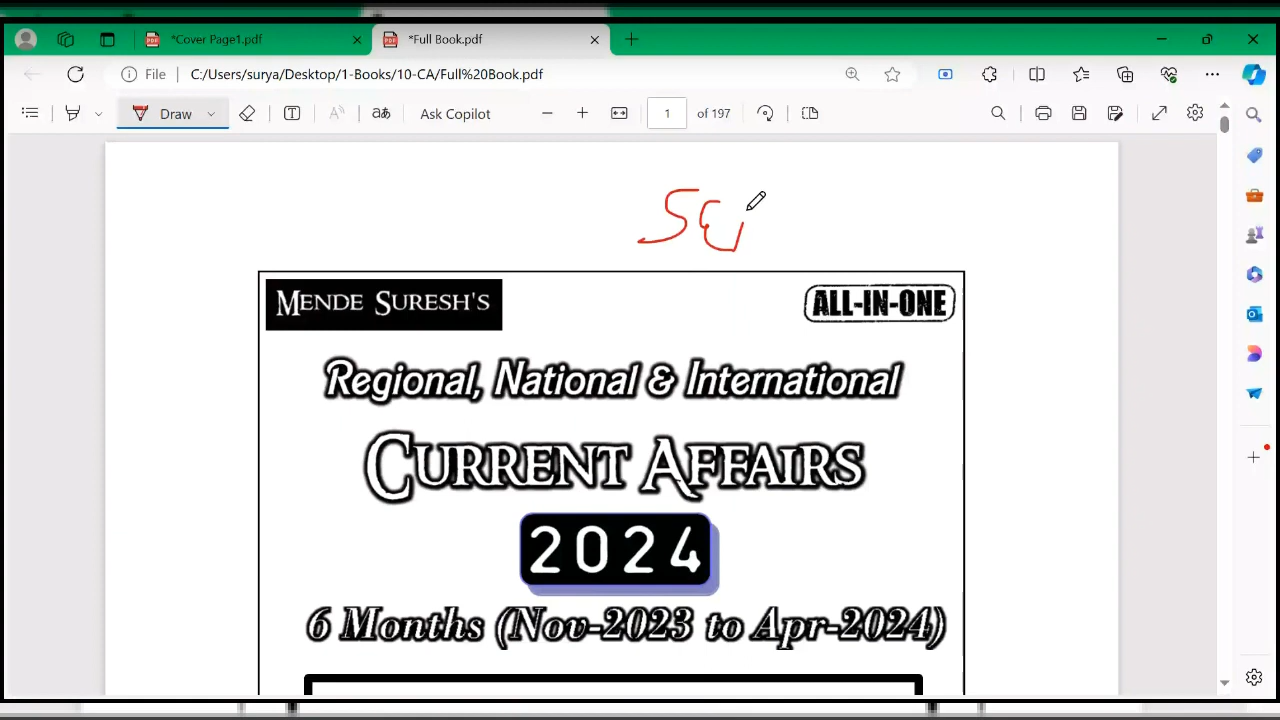 *Cover Page1.pdf
*Full Book.pdf
File C:/Users/surya/Desktop/1-Books/10-CA/Full%20Book.pdf
Draw T aあ Ask Copilot 1 of 197
MENDE SURESH'S
ALL-IN-ONE
Regional, National & International
CURRENT AFFAIRS
2024
6 Months (Nov-2023 to Apr-2024)